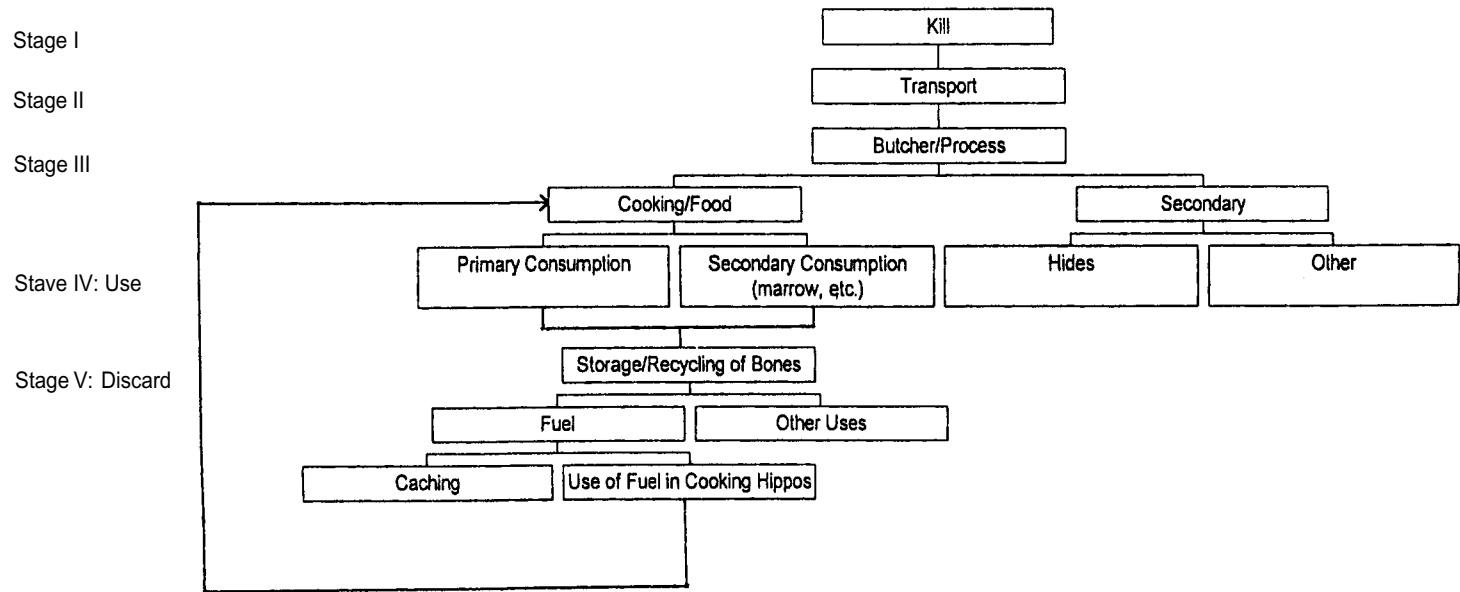 Stage I
Kill
Stage II
Transport
Stage III
Butcher/Process
Cooking/Food
Secondary
Stave IV: Use
Primary Consumption
Secondary Consumption
(marrow, etc.)
Hides
Other
Stage V: Discard
Storage/Recycling of Bones
Fuel
Other Uses
Caching
Use of Fuel in Cooking Hippos